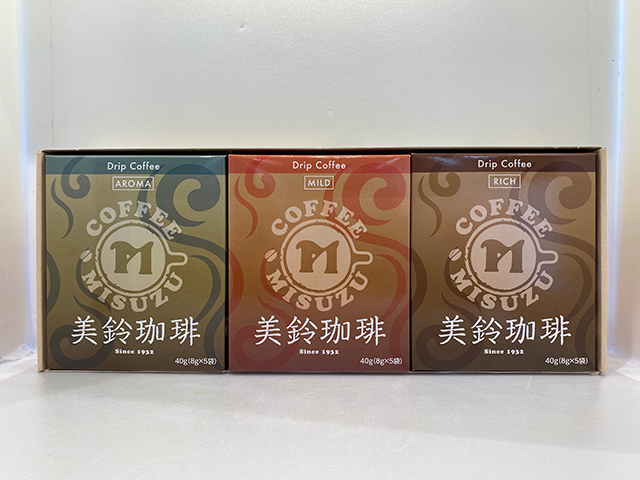 Drip Coffee
AROMA
COFFEE
M
MISUZU
美鈴珈琲
Since 1932
40g(8g×5袋)
Drip Coffee
MILD
COFFEE
M
MISUZU
美鈴珈琲
Since 1932
40g(8g×5袋)
Drip Coffee
RICH
COFFEE
M
MISUZU
美鈴珈琲
Since 1932
40g(8g×5袋)